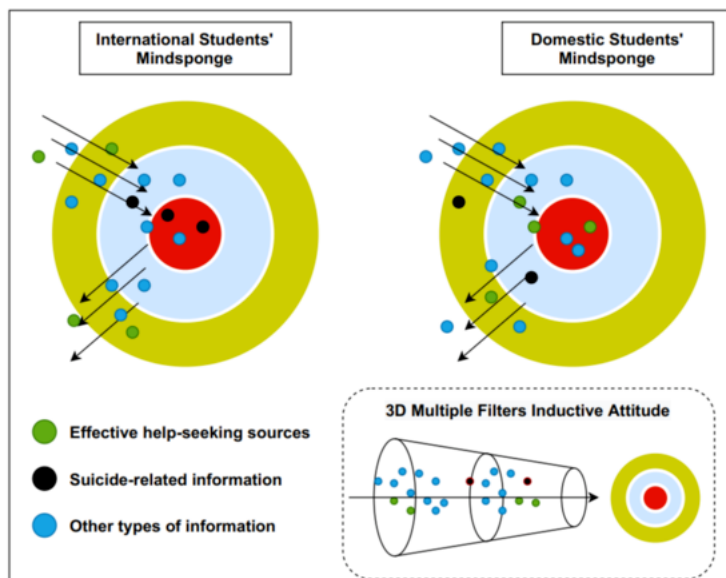 International Students'
Mindsponge
Domestic Students'
Mindsponge
Effective help-seeking sources
Suicide-related information
Other types of information
3D Multiple Filters Inductive Attitude